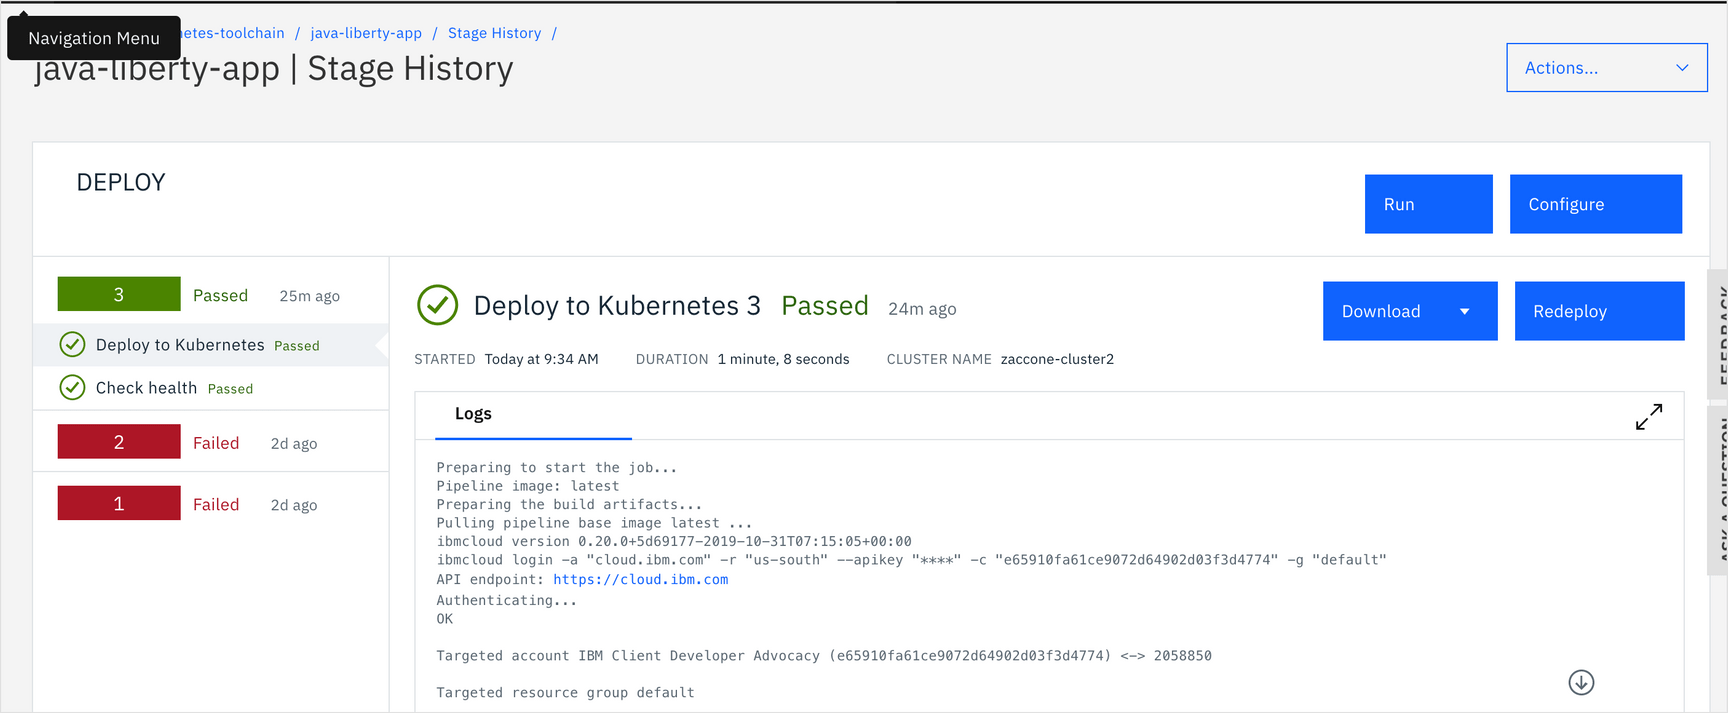 Navigation Menu
netes-toolchain / java-liberty-app / Stage History /
java-liberty-app | Stage History
Actions...
DEPLOY
Run
Configure
3 Passed 25m ago
Deploy to Kubernetes Passed
Check health Passed
2 Failed 2d ago
1 Failed 2d ago
Deploy to Kubernetes 3 Passed 24m ago
Download
Redeploy
STARTED Today at 9:34 AM DURATION 1 minute, 8 seconds CLUSTER NAME zaccone-cluster2
Logs
Preparing to start the job...
Pipeline image: latest
Preparing the build artifacts...
Pulling pipeline base image latest ...
ibmcloud version 0.20.0+5d69177-2019-10-31T07:15:05+00:00
ibmcloud login -a "cloud.ibm.com" -r "us-south" --apikey "****" -c "e65910fa61ce9072d64902d03f3d4774" -g "default"
API endpoint: https://cloud.ibm.com
Authenticating...
OK
Targeted account IBM Client Developer Advocacy (e65910fa61ce9072d64902d03f3d4774) <-> 2058850
Targeted resource group default
FEEDBACK
ASK A QUESTION